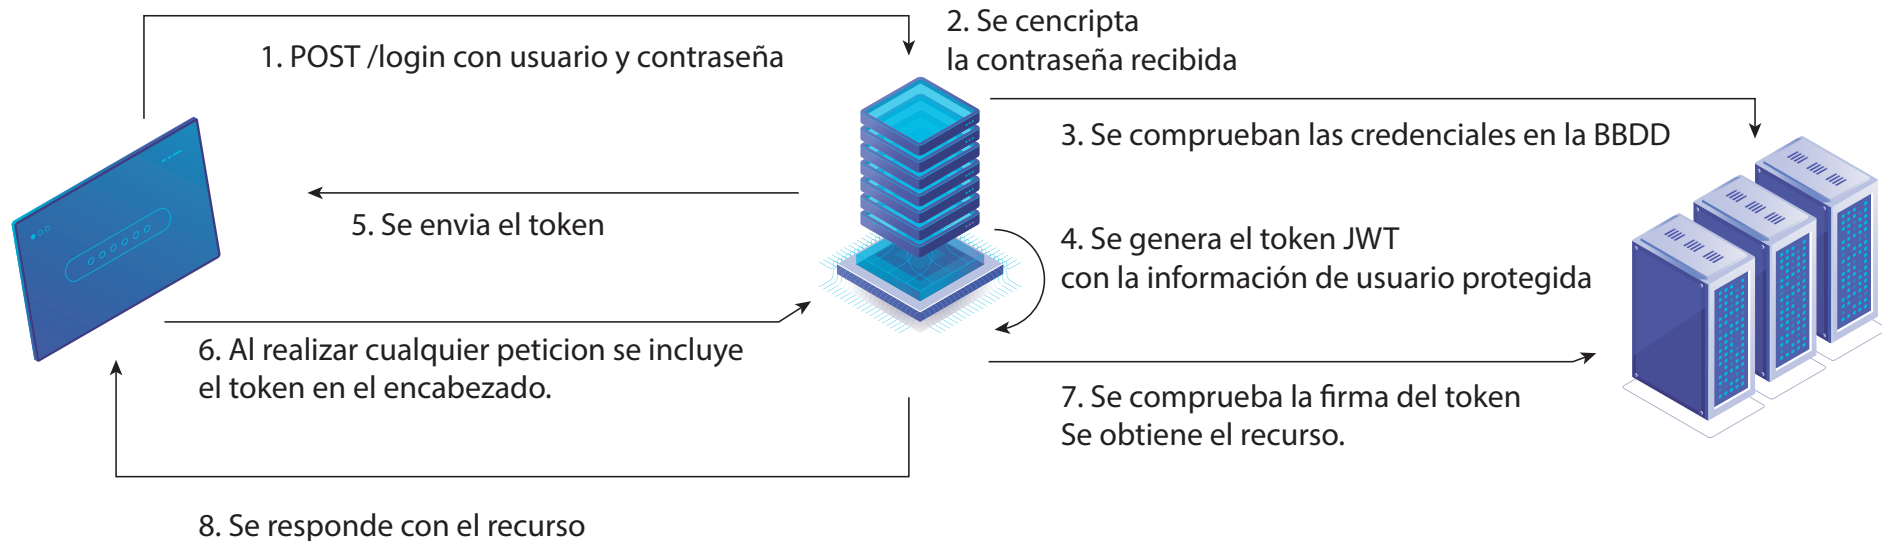 1. POST /login con usuario y contraseña
2. Se cencripta
la contraseña recibida
3. Se comprueban las credenciales en la BBDD
4. Se genera el token JWT
con la información de usuario protegida
5. Se envia el token
6. Al realizar cualquier peticion se incluye
el token en el encabezado.
7. Se comprueba la firma del token
Se obtiene el recurso.
8. Se responde con el recurso